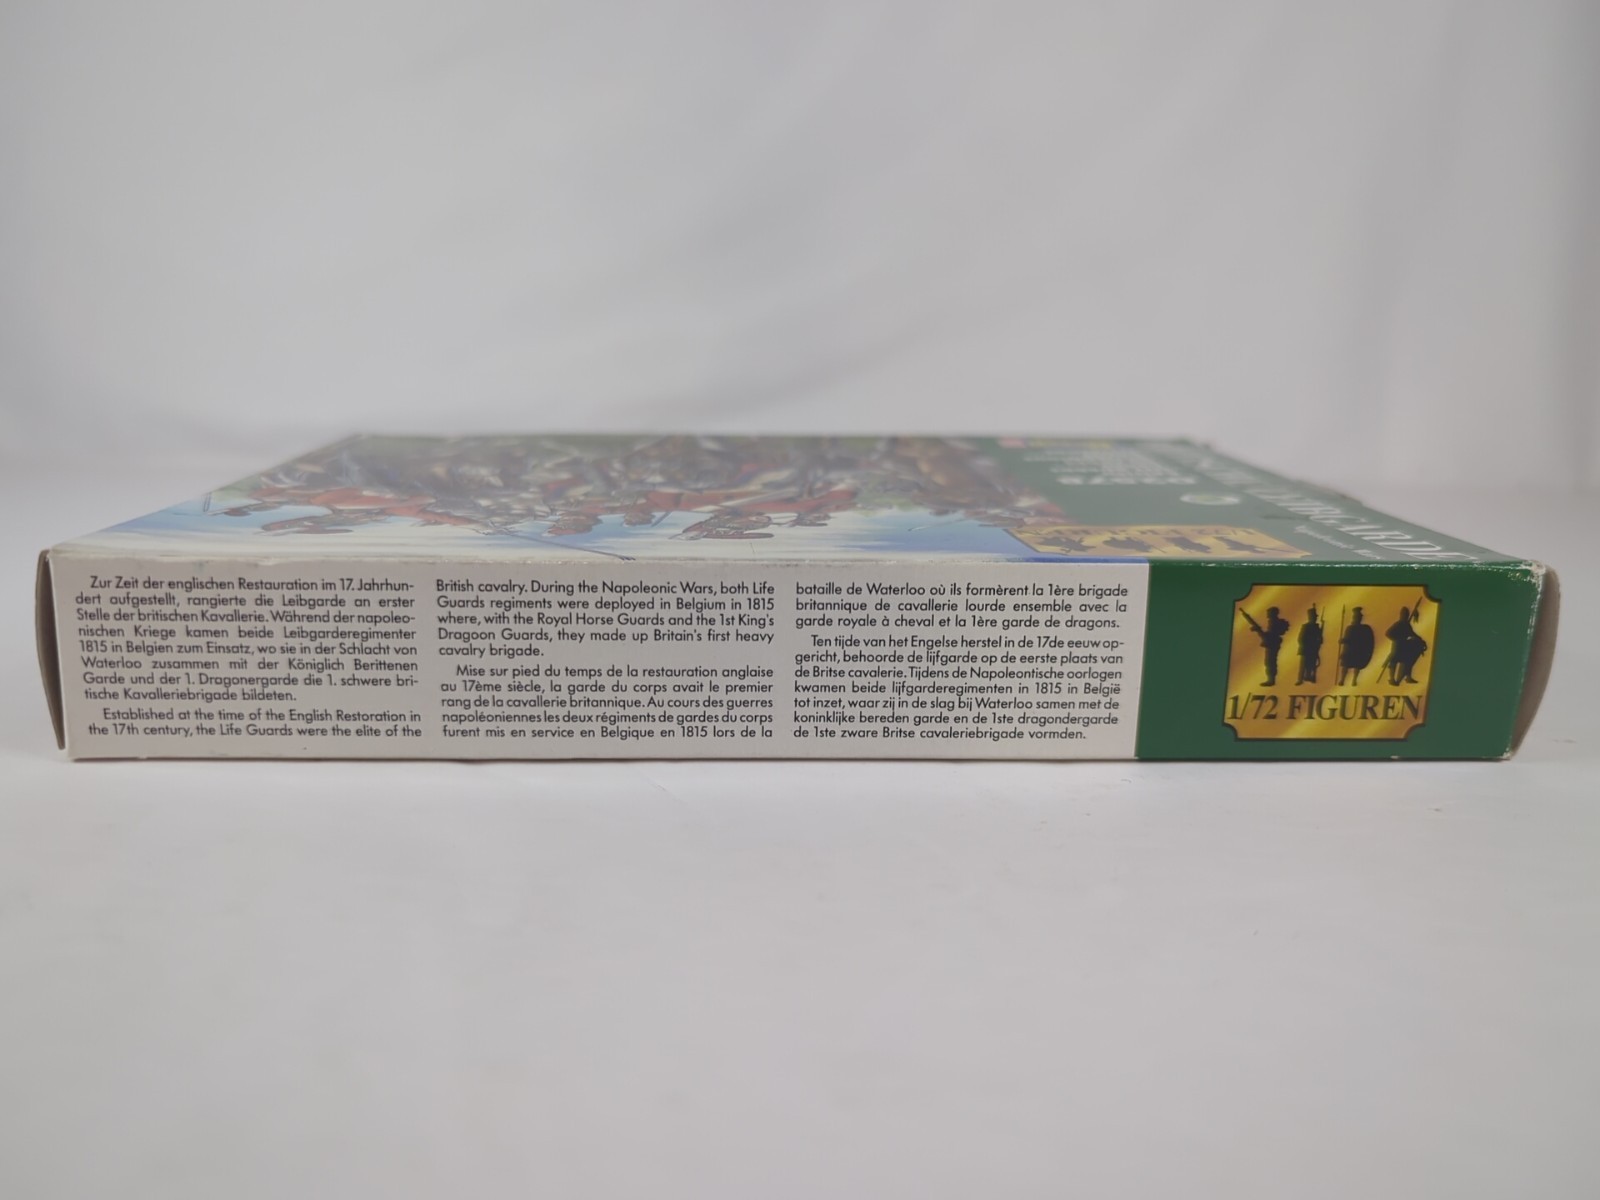 LEIBGARDE
Zur Zeit der englischen Restauration im 17. Jahrhun-
dert aufgestellt, rangierte die Leibgarde an erster
Stelle der britischen Kavallerie. Während der napoleo-
nischen Kriege kamen beide Leibgarderegimenter
1815 in Belgien zum Einsatz, wo sie in der Schlacht von
Waterloo zusammen mit der Königlich Berittenen
Garde und der 1. Dragonergarde die 1. schwere bri-
tische Kavalleriebrigade bildeten.
Established at the time of the English Restoration in
the 17th century, the Life Guards were the elite of the
British cavalry. During the Napoleonic Wars, both Life
Guards regiments were deployed in Belgium in 1815
where, with the Royal Horse Guards and the 1st King's
Dragoon Guards, they made up Britain's first heavy
cavalry brigade.
Mise sur pied du temps de la restauration anglaise
au 17ème siècle, la garde du corps avait le premier
rang de la cavallerie britannique. Au cours des guerres
napoléoniennes les deux régiments de gardes du corps
furent mis en service en Belgique en 1815 lors de la
bataille de Waterloo où ils formèrent la 1ère brigade
britannique de cavallerie lourde ensemble avec la
garde royale à cheval et la 1ère garde de dragons.
Ten tijde van het Engelse herstel in de 17de eeuw op-
gericht, behoorde de lijfgarde op de eerste plaats van
de Britse cavalerie. Tijdens de Napoleontische oorlogen
kwamen beide lijfgarderegimenten in 1815 in België
tot inzet, waar zij in de slag bij Waterloo samen met de
koninklijke bereden garde en de 1ste dragondergarde
de 1ste zware Britse cavaleriebrigade vormden.
1/72 FIGUREN